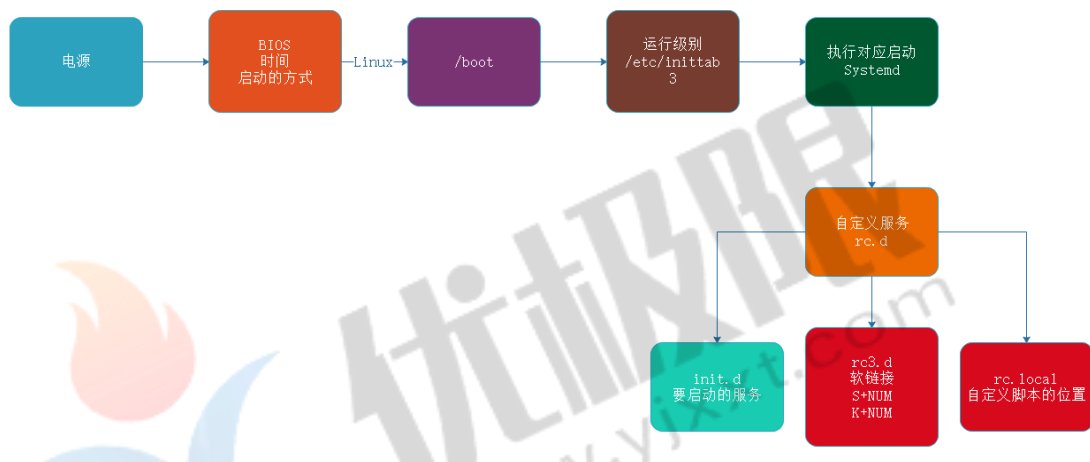 电源
BIOS
时间
启动的方式
Linux
/boot
运行级别
/etc/inittab
3
执行对应启动
Systemd
自定义服务
rc.d
init.d
要启动的服务
rc3.d
软链接
S+NUM
K+NUM
rc.local
自定义脚本的位置
优极限
www.yjxxt.com